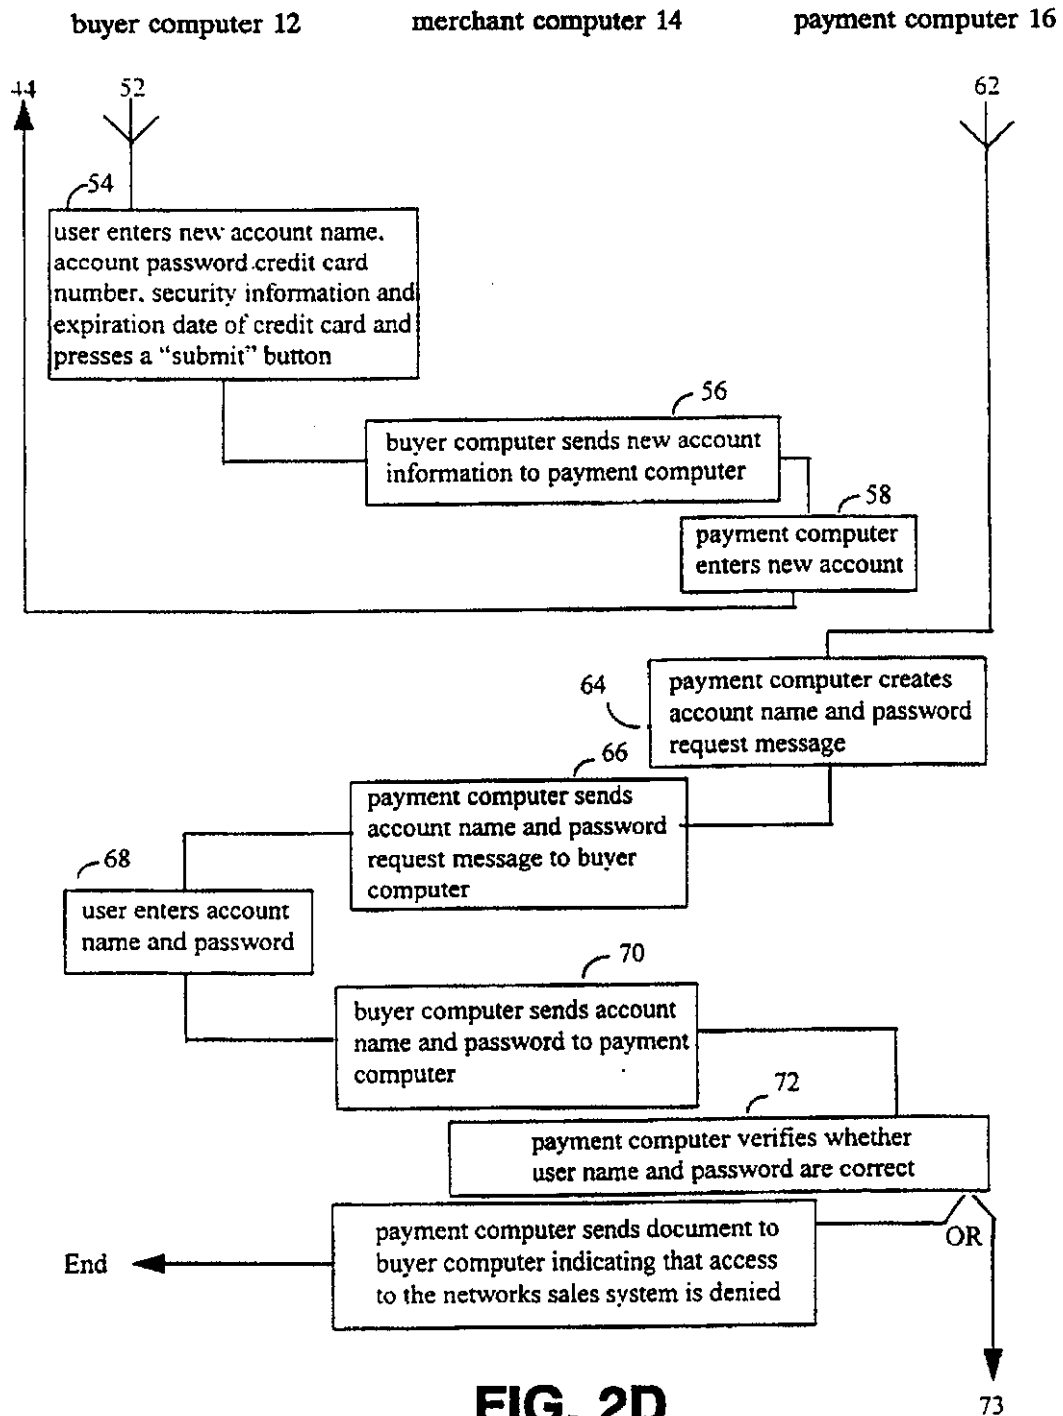 buyer computer 12 merchant computer 14 payment computer 16
44 52 62
54
user enters new account name,
account password, credit card
number, security information and
expiration date of credit card and
presses a “submit” button
56
buyer computer sends new account
information to payment computer
58
payment computer
enters new account
64
payment computer creates
account name and password
request message
66
payment computer sends
account name and password
request message to buyer
computer
68
user enters account
name and password
70
buyer computer sends account
name and password to payment
computer
72
payment computer verifies whether
user name and password are correct
OR
payment computer sends document to
buyer computer indicating that access
to the networks sales system is denied
End
73
FIG. 2D